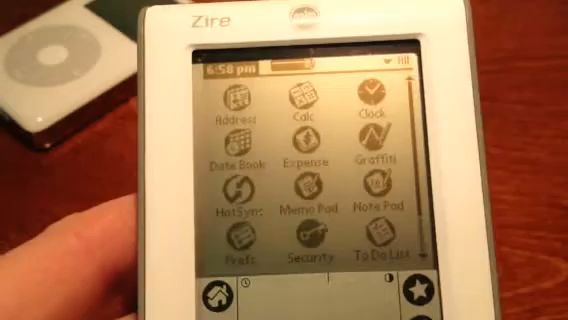 Zire
6:58 pm All
Address Calc Clock
Date Book Expense Graffiti
HotSync Memo Pad Note Pad
Prefs Security To Do List